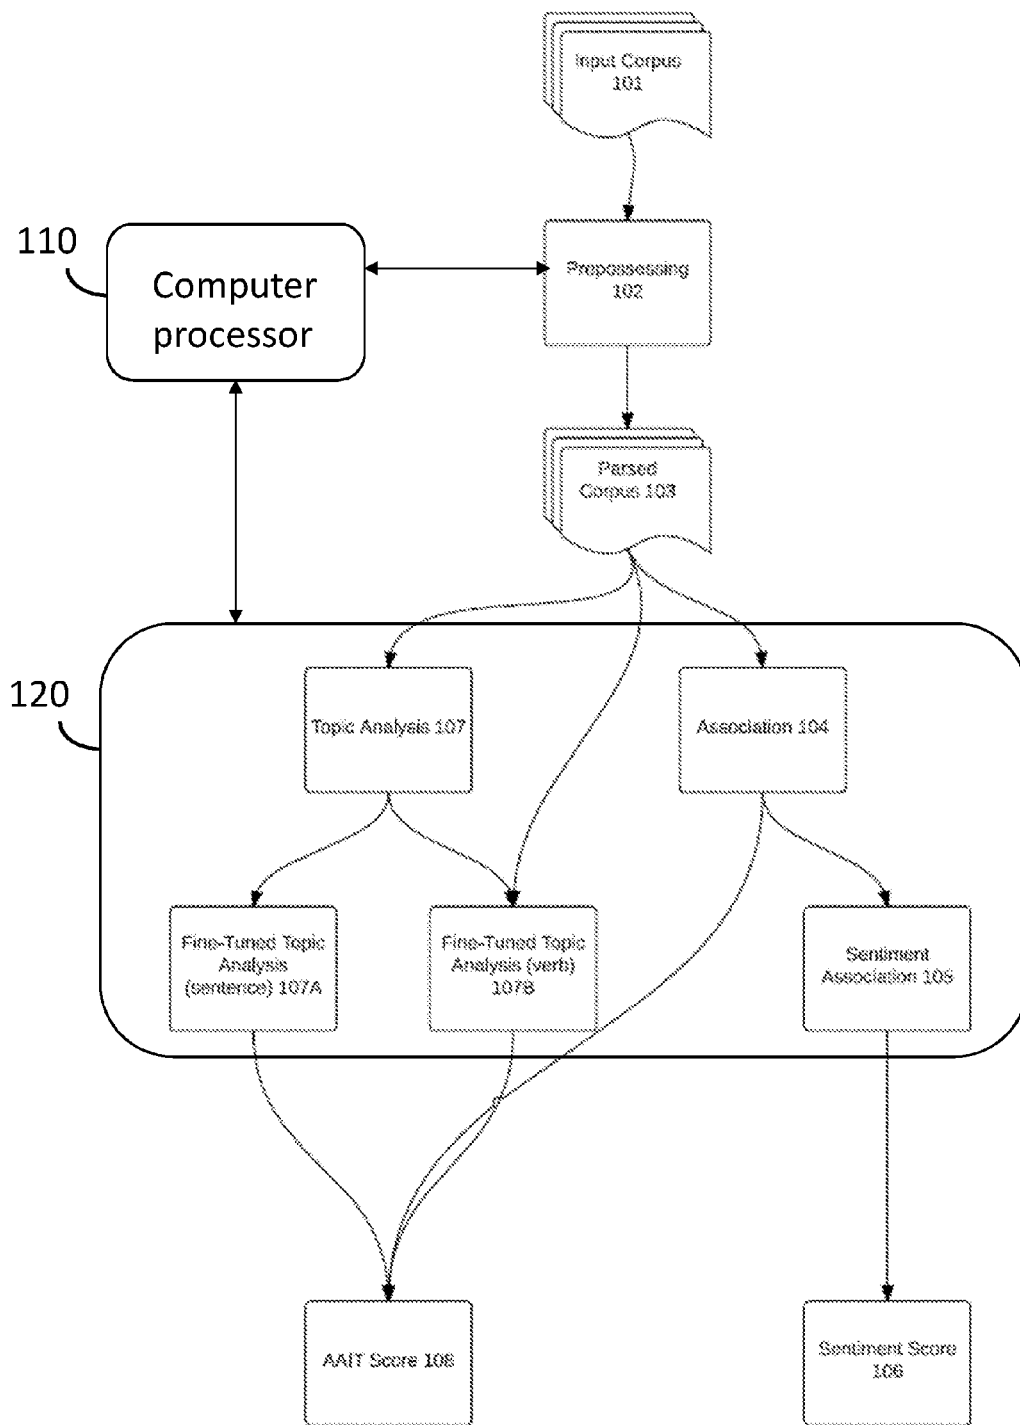 Input Corpus
101
110
Computer
processor
Prepossessing
102
Parsed
Corpus 103
120
Topic Analysis 107
Association 104
Fine-Tuned Topic
Analysis
(sentence) 107A
Fine-Tuned Topic
Analysis (verb)
107B
Sentiment
Association 105
AAIT Score 108
Sentiment Score
106